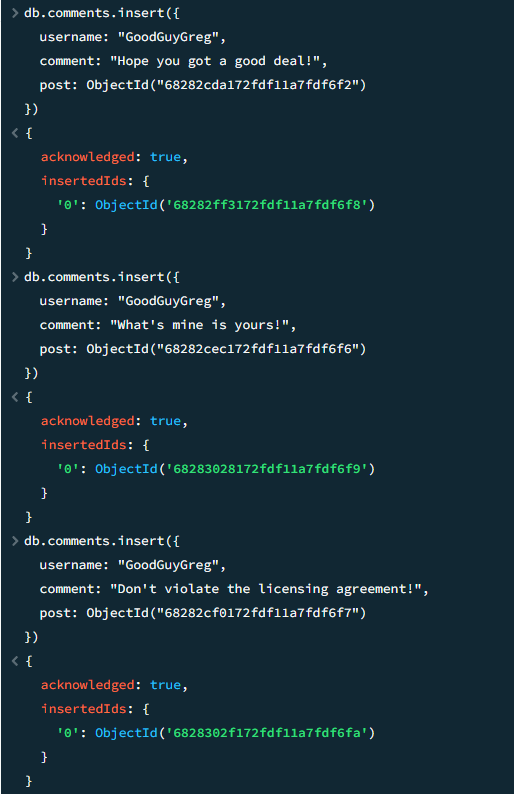 > db.comments.insert({
username: "GoodGuyGreg",
comment: "Hope you got a good deal!",
post: ObjectId("68282cda172fdf11a7fdf6f2")
})
< {
acknowledged: true,
insertedIds: {
'0': ObjectId('68282ff3172fdf11a7fdf6f8')
}
}
> db.comments.insert({
username: "GoodGuyGreg",
comment: "What's mine is yours!",
post: ObjectId("68282cec172fdf11a7fdf6f6")
})
< {
acknowledged: true,
insertedIds: {
'0': ObjectId('68283028172fdf11a7fdf6f9')
}
}
> db.comments.insert({
username: "GoodGuyGreg",
comment: "Don't violate the licensing agreement!",
post: ObjectId("68282cf0172fdf11a7fdf6f7")
})
< {
acknowledged: true,
insertedIds: {
'0': ObjectId('6828302f172fdf11a7fdf6fa')
}
}